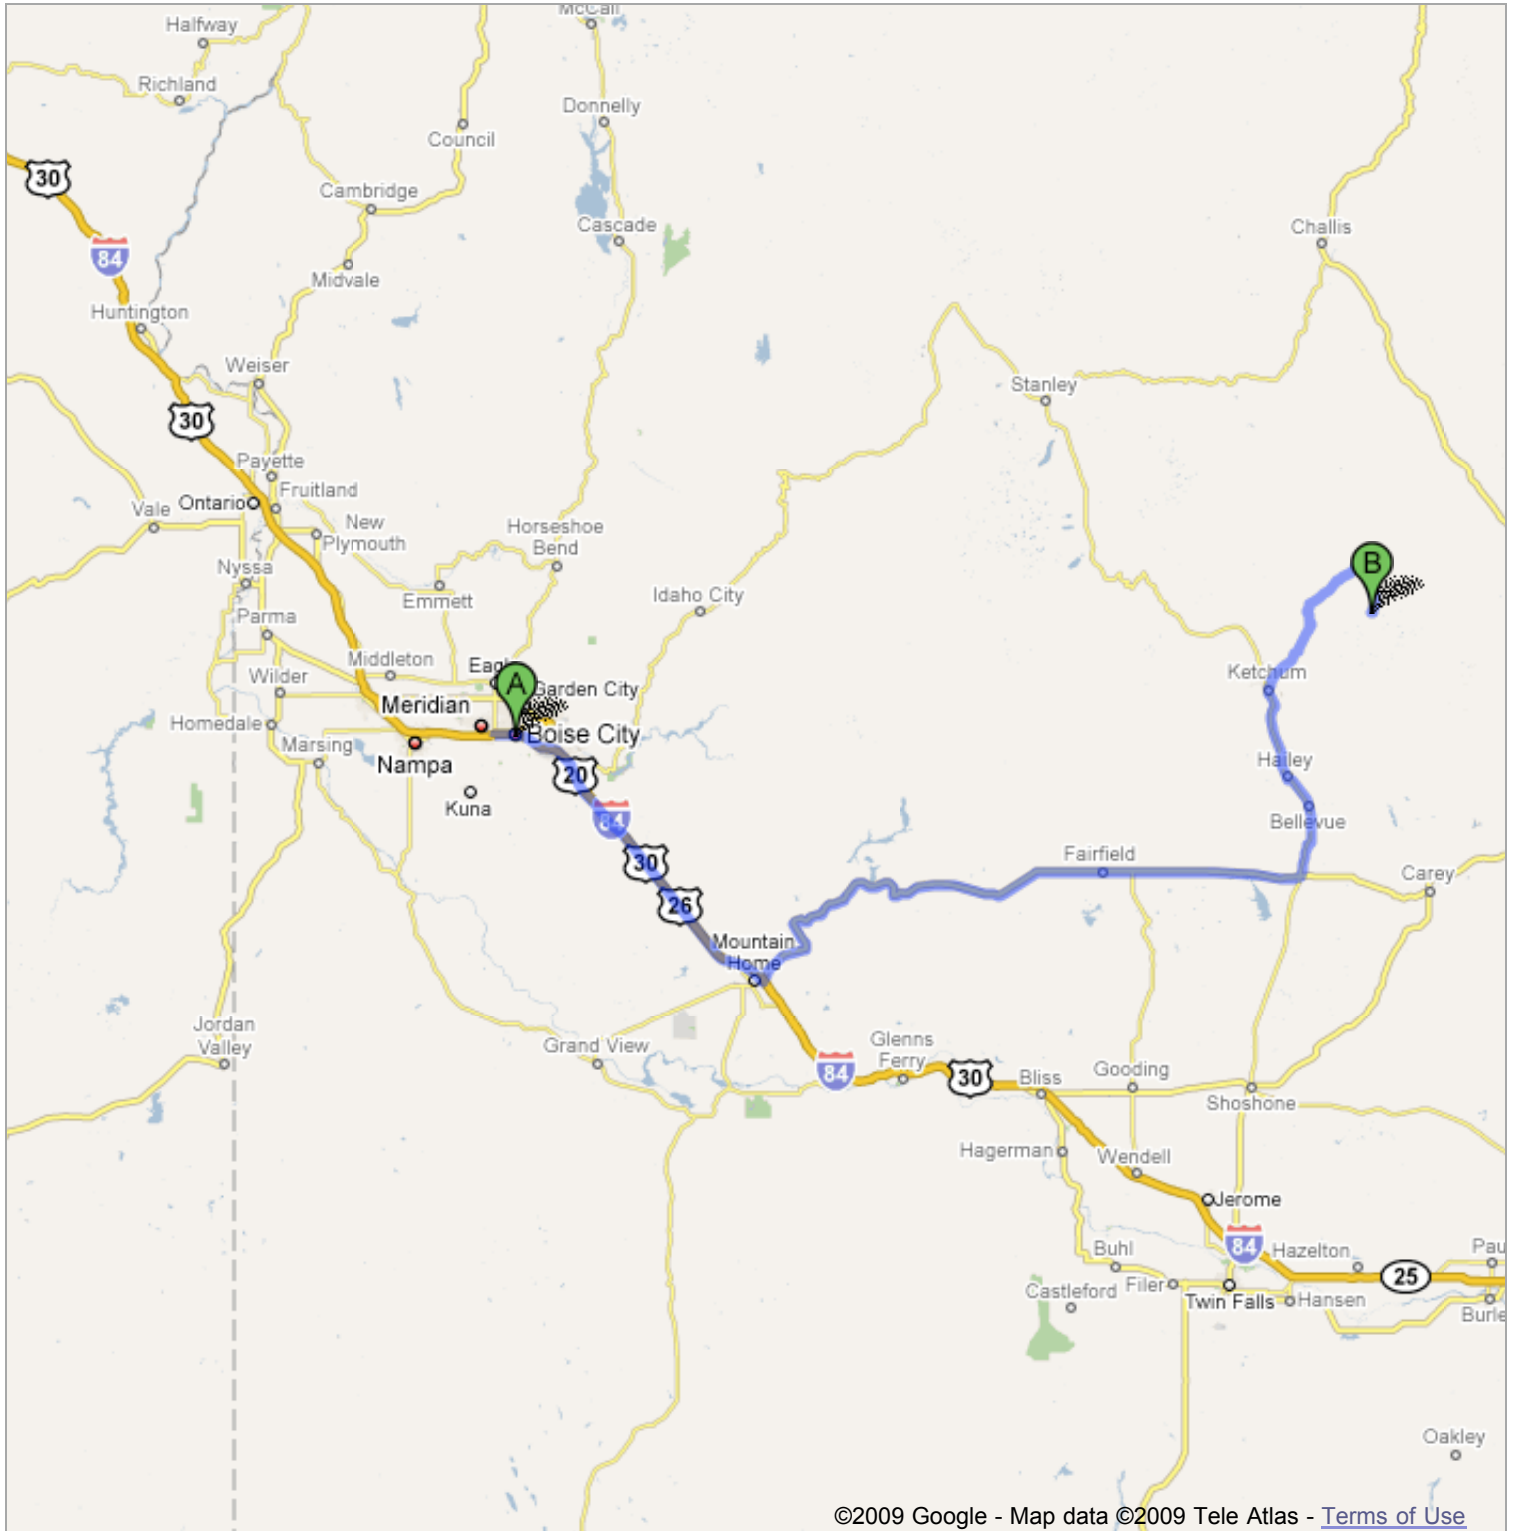 McCall
Halfway
Richland
Donnelly
Council
30
Cambridge
Cascade
Challis
84
Midvale
Huntington
Weiser
Stanley
30
Payette
Fruitland
Ontario
Vale
New
Plymouth
Horseshoe
Bend
Nyssa
B
Emmett
Idaho City
Parma
Middleton
Eagl
Wilder
Ketchum
A
Garden City
Meridian
Homedale
Boise City
Marsing
Nampa
Hailey
20
Kuna
84
Bellevue
30
Fairfield
Carey
26
Mountain
Home
Jordan
Valley
Grand View
Glenns
Ferry
84
30
Bliss
Gooding
Shoshone
Hagerman
Wendell
Jerome
84
Buhl
Hazelton
Pau
25
Castleford
Filer
Twin Falls
Hansen
Burle
Oakley
©2009 Google - Map data ©2009 Tele Atlas - Terms of Use